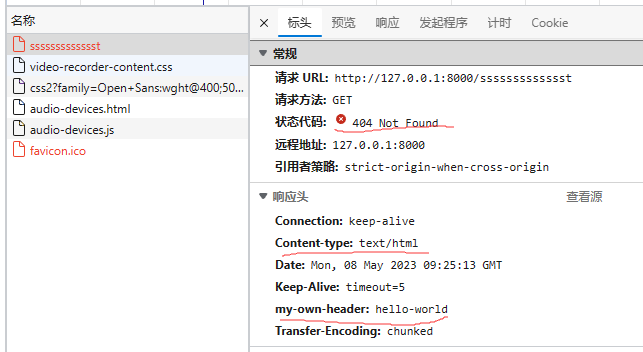 名称
sssssssssssst
video-recorder-content.css
css2?family=Open+Sans:wght@400;50...
audio-devices.html
audio-devices.js
favicon.ico
标头 预览 响应 发起程序 计时 Cookie
常规
请求 URL: http://127.0.0.1:8000/sssssssssssst
请求方法: GET
状态代码: 404 Not Found
远程地址: 127.0.0.1:8000
引用者策略: strict-origin-when-cross-origin
响应头 查看源
Connection: keep-alive
Content-type: text/html
Date: Mon, 08 May 2023 09:25:13 GMT
Keep-Alive: timeout=5
my-own-header: hello-world
Transfer-Encoding: chunked